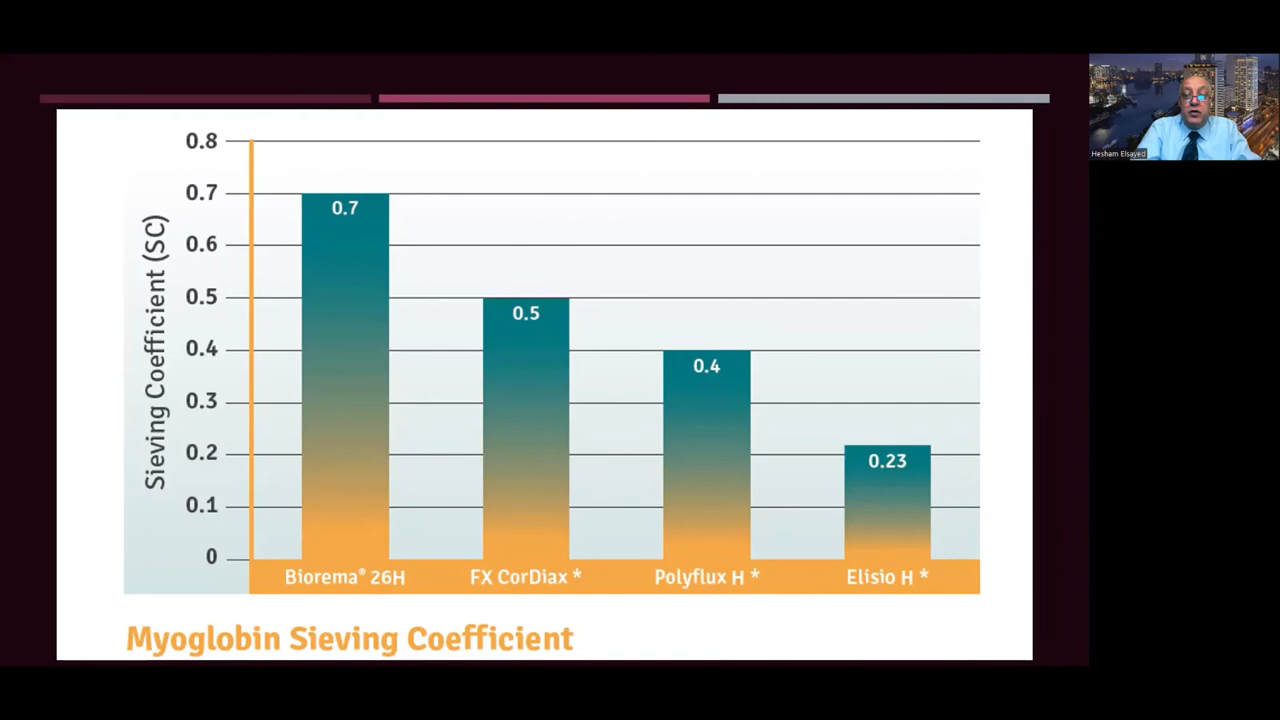 Hesham Elsayed
Sieving Coefficient (SC)
0.8
0.7
0.6
0.5
0.4
0.3
0.2
0.1
0
0.7
0.5
0.4
0.23
Biorema® 26H
FX CorDiax *
Polyflux H *
Elisio H *
Myoglobin Sieving Coefficient